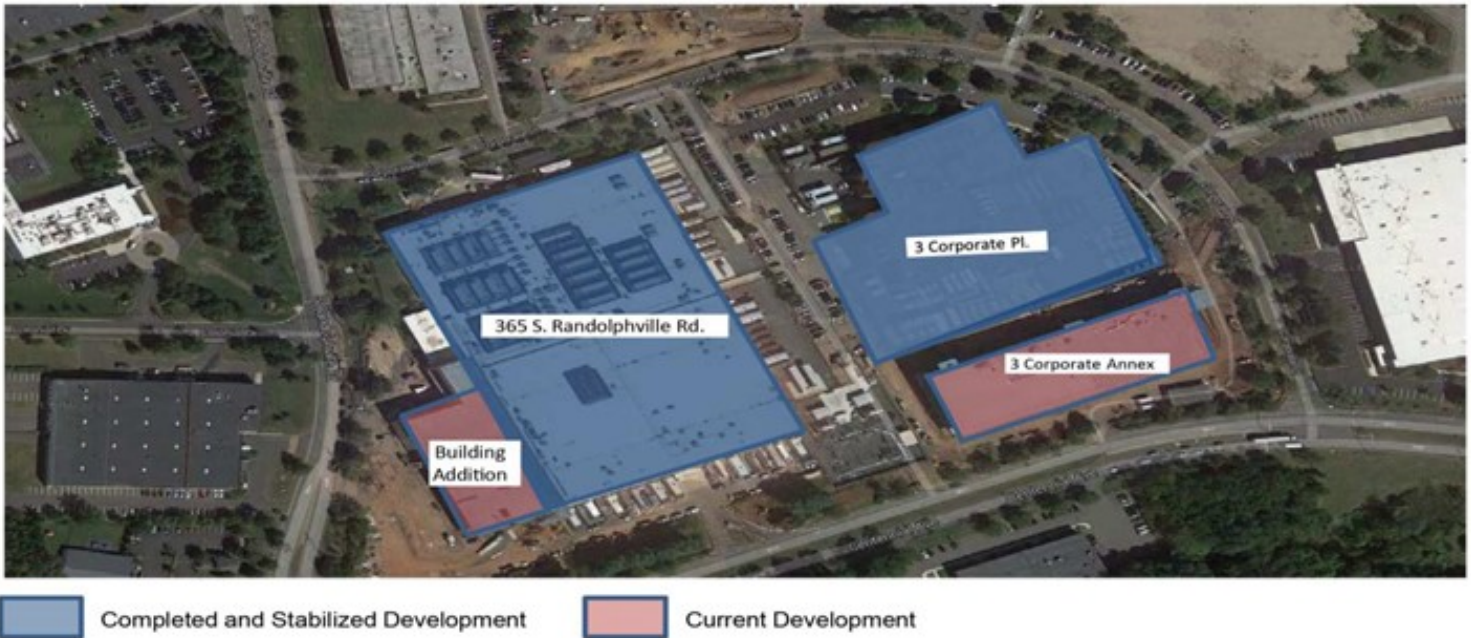 3 Corporate Pl.
365 S. Randolphville Rd.
3 Corporate Annex
Building
Addition
Completed and Stabilized Development
Current Development